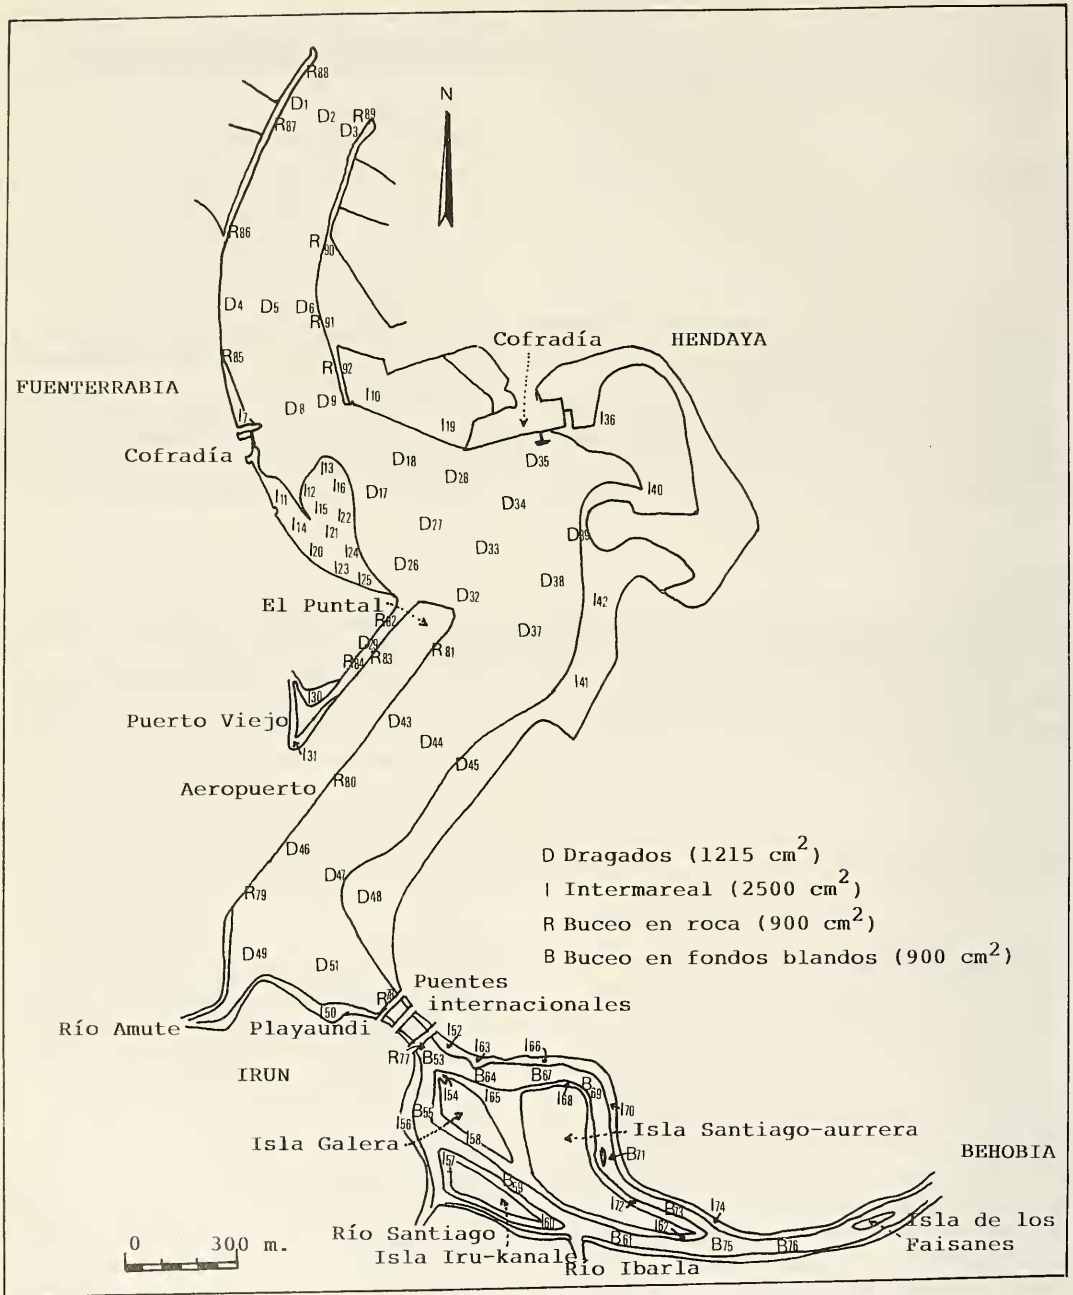 R88
D1
D2
R89
R87
D3
N
R86
R90
D4 D5 D6
R91
Cofradía
HENDAYA
R85
R92
FUENTERRABIA
I10
D8 D9
I7
I19
I36
Cofradía
D18
D35
I13
D28
I12 I16
D17
I40
I11
I15
D34
I14
I22
I21
D27
D39
I20
I24
D33
I23
I25
D26
D38
El Puntal
D32
I42
R82
D37
D29
R81
R84 R83
I41
I30
Puerto Viejo
D43
I31
D44
D45
Aeropuerto
R80
D46
D Dragados (1215 cm²)
D47
I Intermareal (2500 cm²)
R79
D48
R Buceo en roca (900 cm²)
D49
D51
B Buceo en fondos blandos (900 cm²)
Puentes
internacionales
R78
I50
Río Amute
Playaundi
I52
R77 B53
I63
I66
IRUN
B64
B67
B69
I54
I65
I68
I70
B55
I56
Isla Galera
I58
Isla Santiago-aurrera
B71
BEHOBIA
I57
B59
I72
B73
I74
I60
I62
Río Santiago
B61
B75
B76
Isla de los
Faisanes
0 300 m.
Isla Iru-kanale
Río Ibarla